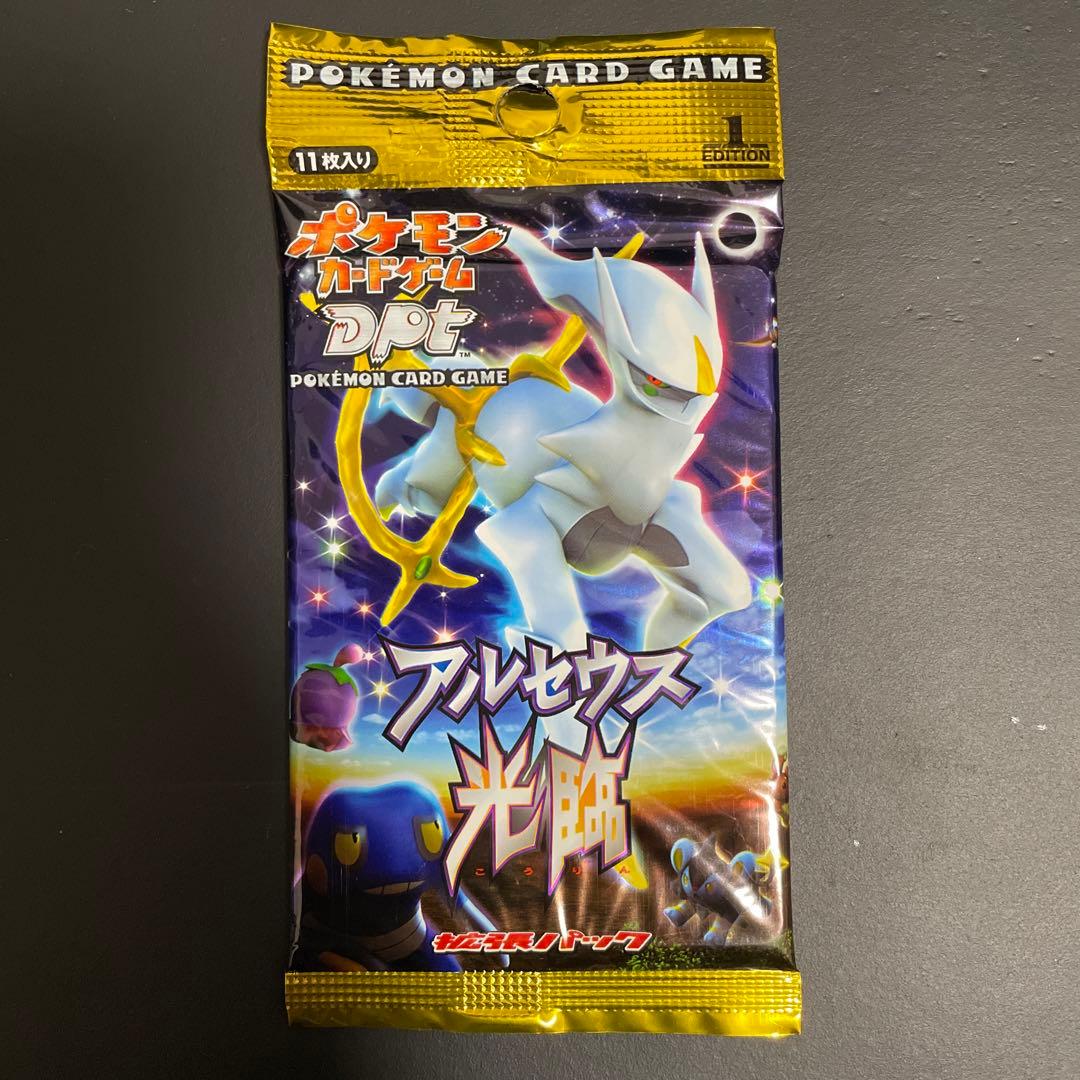 POKÉMON CARD GAME
1
EDITION
11枚入り
ポケモン
カードゲーム
DPt™
POKÉMON CARD GAME
アルセウス
光臨
こうりん
拡張パック